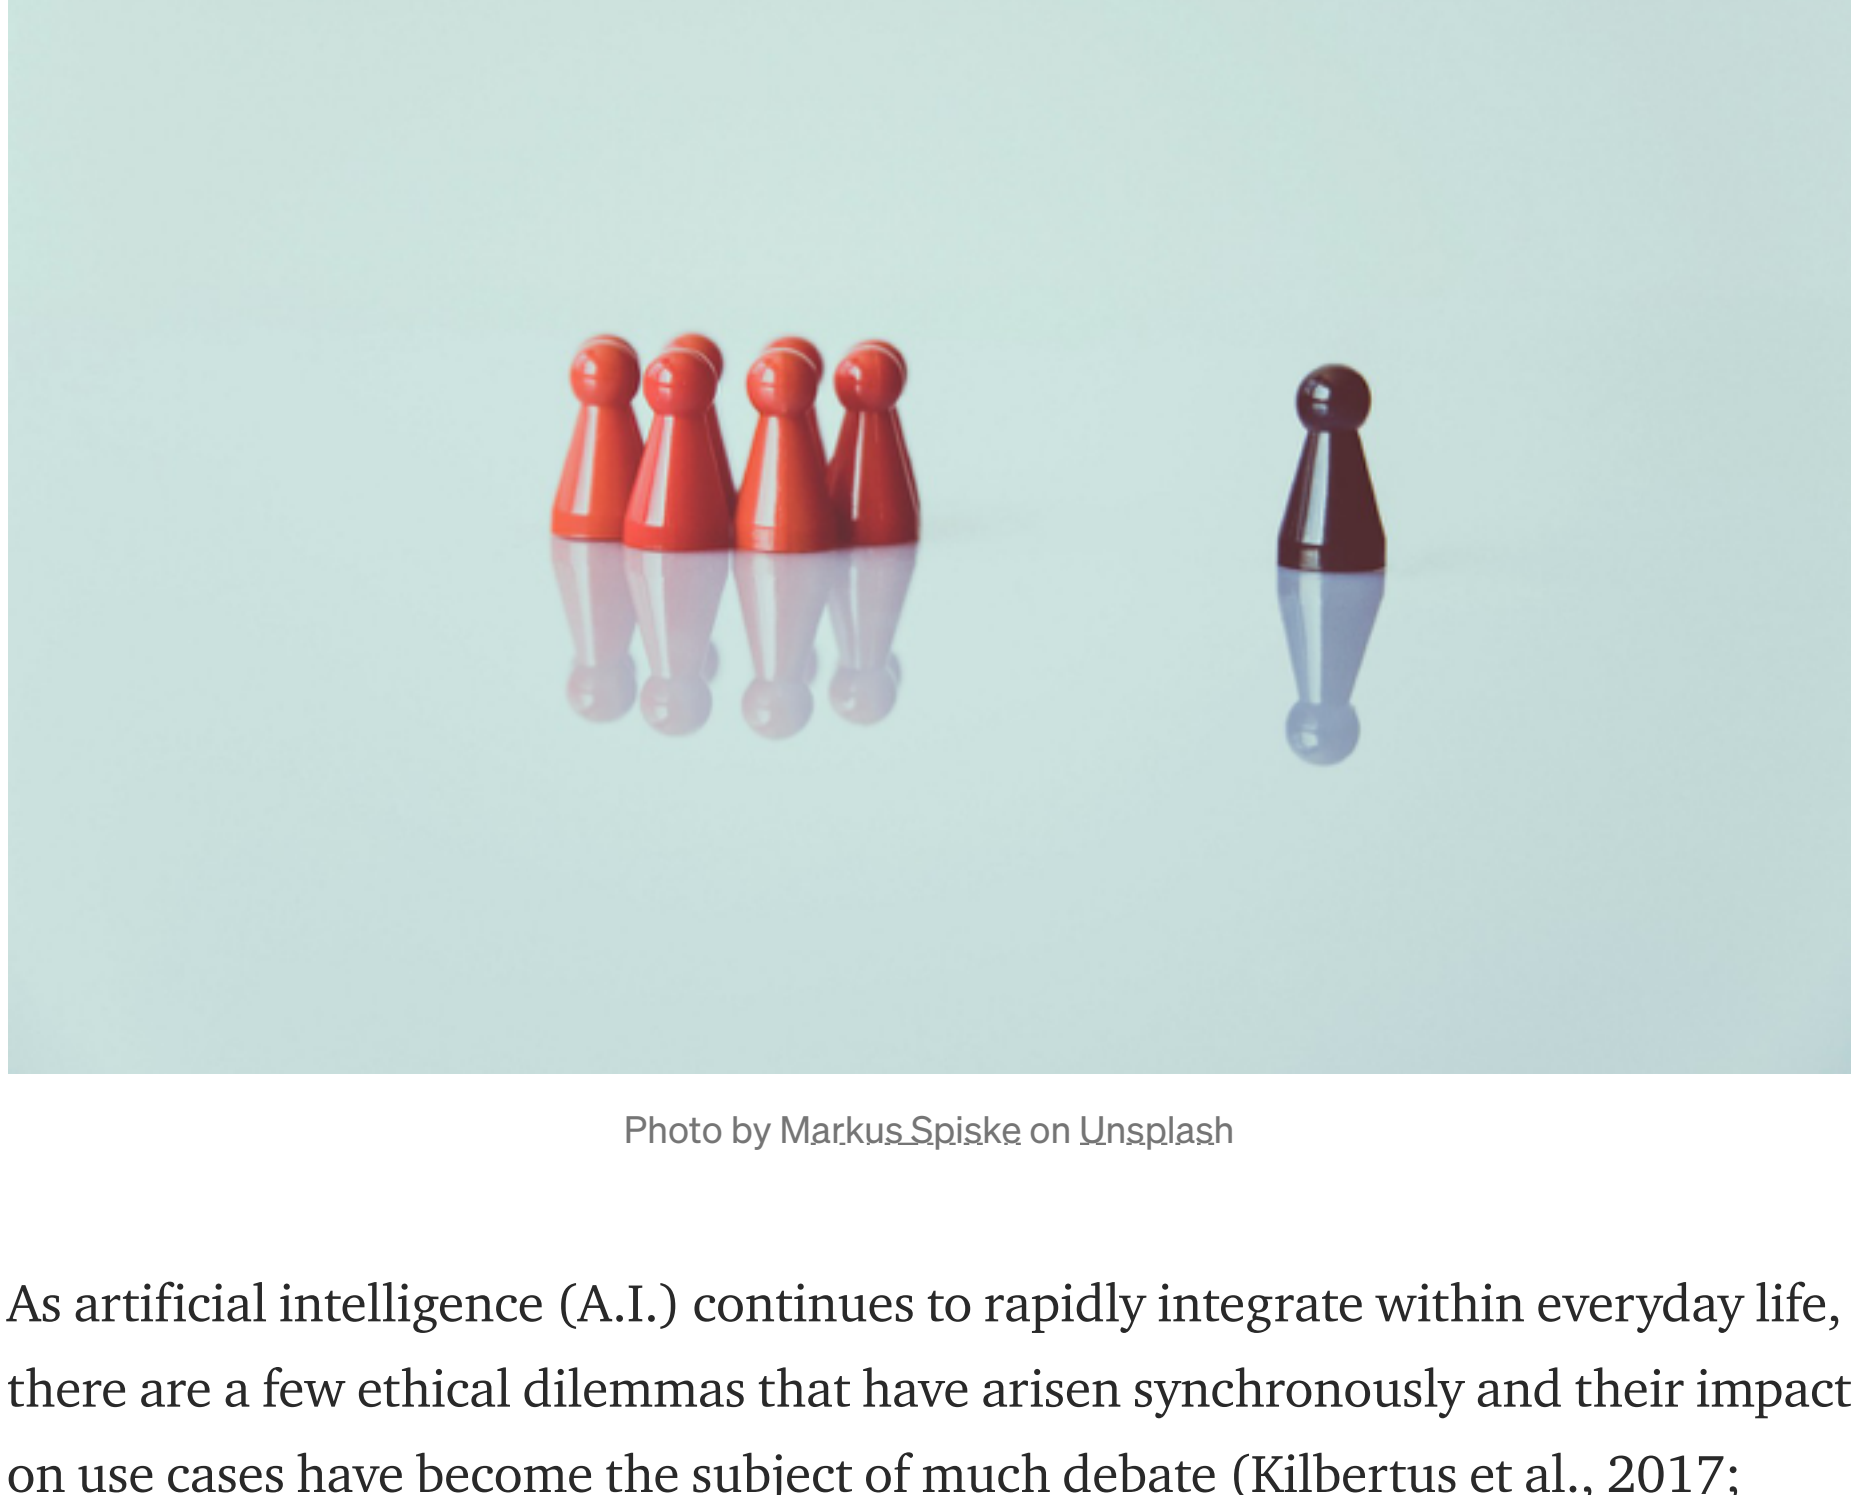 Photo by Markus Spiske on Unsplash
As artificial intelligence (A.I.) continues to rapidly integrate within everyday life,
there are a few ethical dilemmas that have arisen synchronously and their impact
on use cases have become the subject of much debate (Kilbertus et al., 2017;